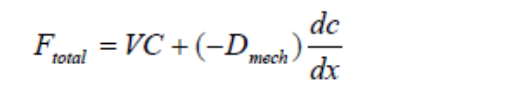 F_total = VC + (−D_mech) dc/dx